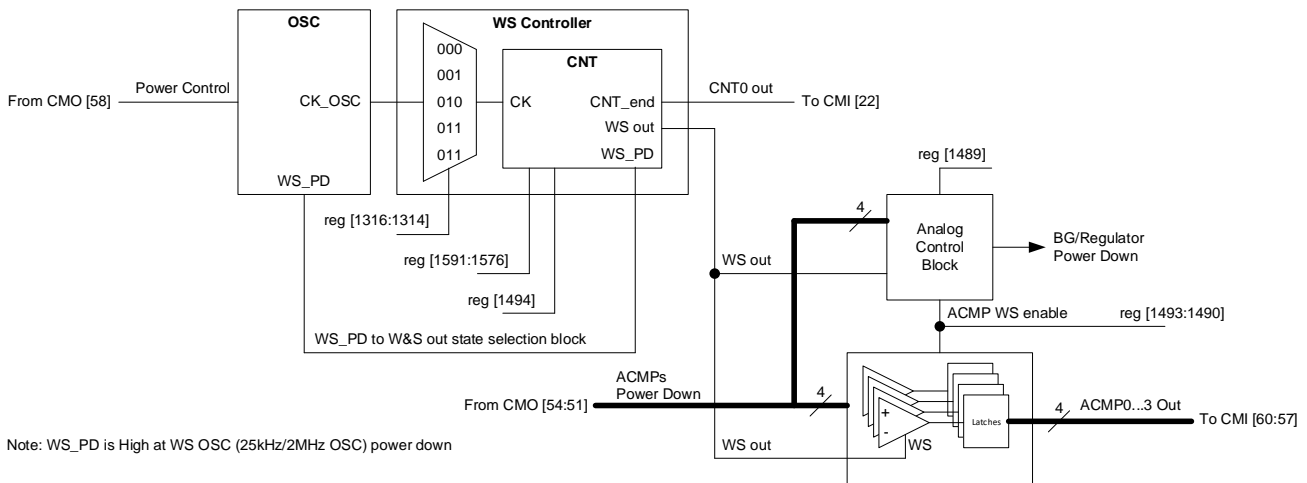 OSC
WS Controller
000
001
010
011
011
CNT
From CMO [58]
Power Control
CK_OSC
CK
CNT_end
CNT0 out
To CMI [22]
WS out
WS_PD
WS_PD
reg [1316:1314]
reg [1591:1576]
reg [1494]
WS_PD to W&S out state selection block
reg [1489]
4
Analog
Control
Block
BG/Regulator
Power Down
WS out
ACMP WS enable
reg [1493:1490]
ACMPs
Power Down
From CMO [54:51]
4
+
-
WS
Latches
4
ACMP0...3 Out
To CMI [60:57]
WS out
Note: WS_PD is High at WS OSC (25kHz/2MHz OSC) power down